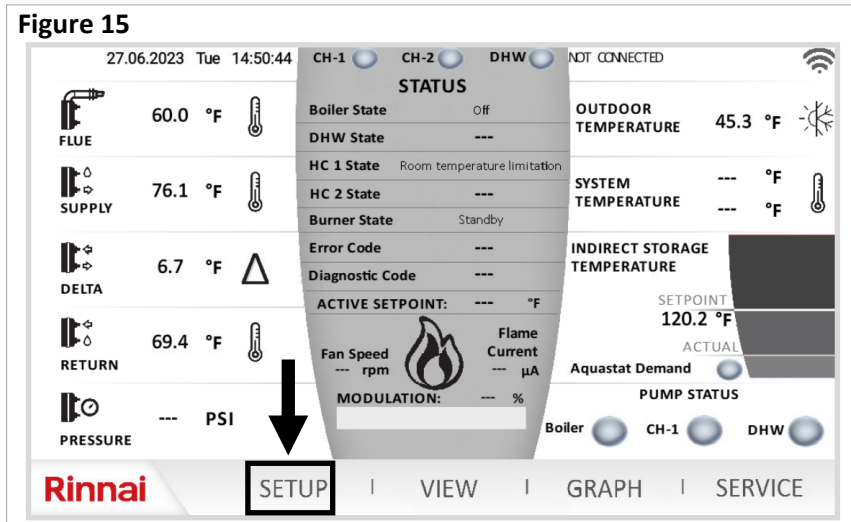 Figure 15
27.06.2023 Tue 14:50:44
CH-1 CH-2 DHW
NOT CONNECTED
60.0 °F
FLUE
76.1 °F
SUPPLY
6.7 °F
DELTA
69.4 °F
RETURN
--- PSI
PRESSURE
STATUS
Boiler State Off
DHW State ---
HC 1 State Room temperature limitation
HC 2 State ---
Burner State Standby
Error Code ---
Diagnostic Code ---
ACTIVE SETPOINT: --- °F
Fan Speed
--- rpm
Flame
Current
--- µA
MODULATION: --- %
OUTDOOR
TEMPERATURE 45.3 °F
SYSTEM
TEMPERATURE
--- °F
--- °F
INDIRECT STORAGE
TEMPERATURE
SETPOINT
120.2 °F
ACTUAL
Aquastat Demand
PUMP STATUS
Boiler CH-1 DHW
Rinnai SETUP | VIEW | GRAPH | SERVICE